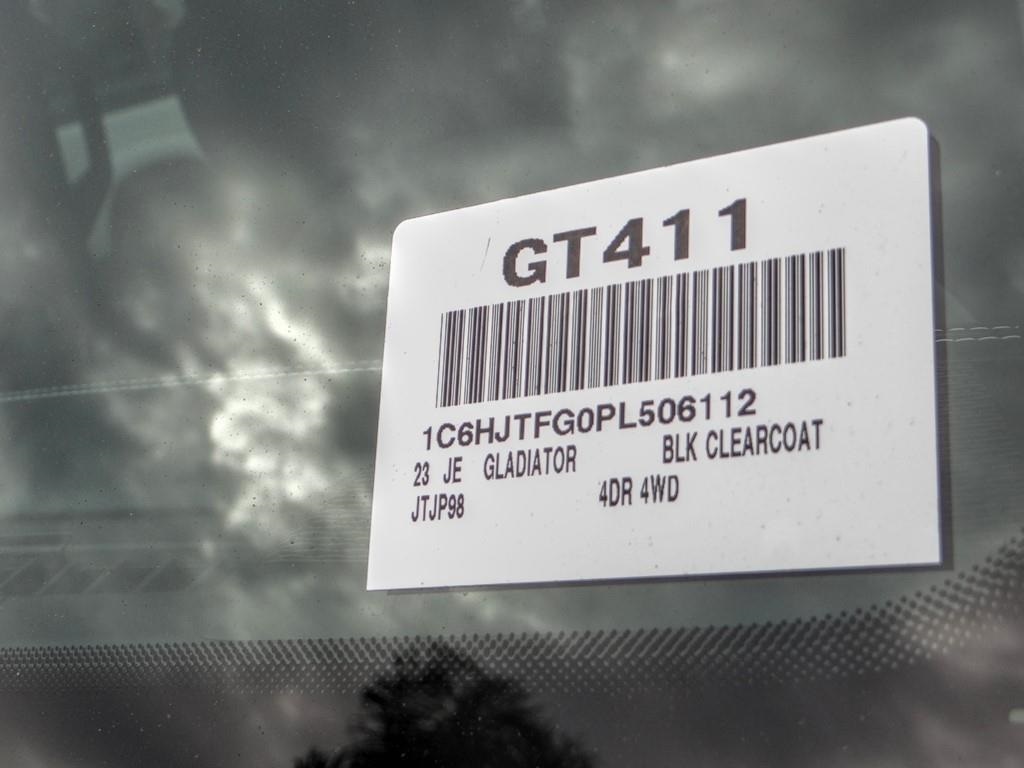 GT411
1C6HJTFG0PL506112
23 JE GLADIATOR BLK CLEARCOAT
JTJP98 4DR 4WD